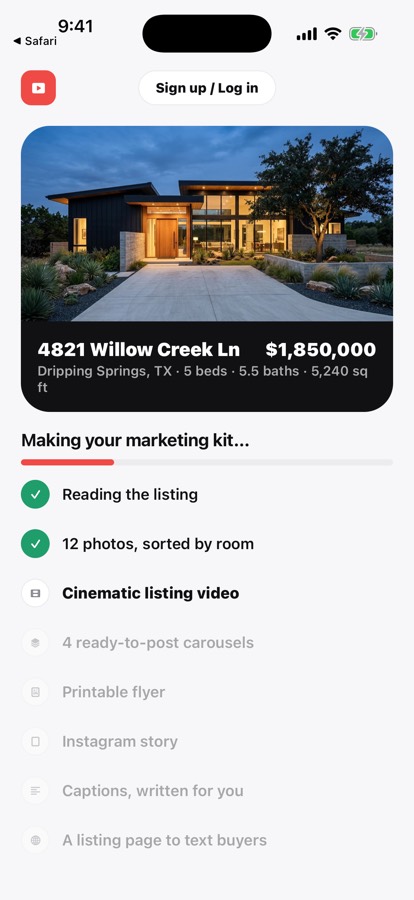 9:41
◀ Safari
Sign up / Log in
4821 Willow Creek Ln $1,850,000
Dripping Springs, TX · 5 beds · 5.5 baths · 5,240 sq
ft
Making your marketing kit...
Reading the listing
12 photos, sorted by room
Cinematic listing video
4 ready-to-post carousels
Printable flyer
Instagram story
Captions, written for you
A listing page to text buyers